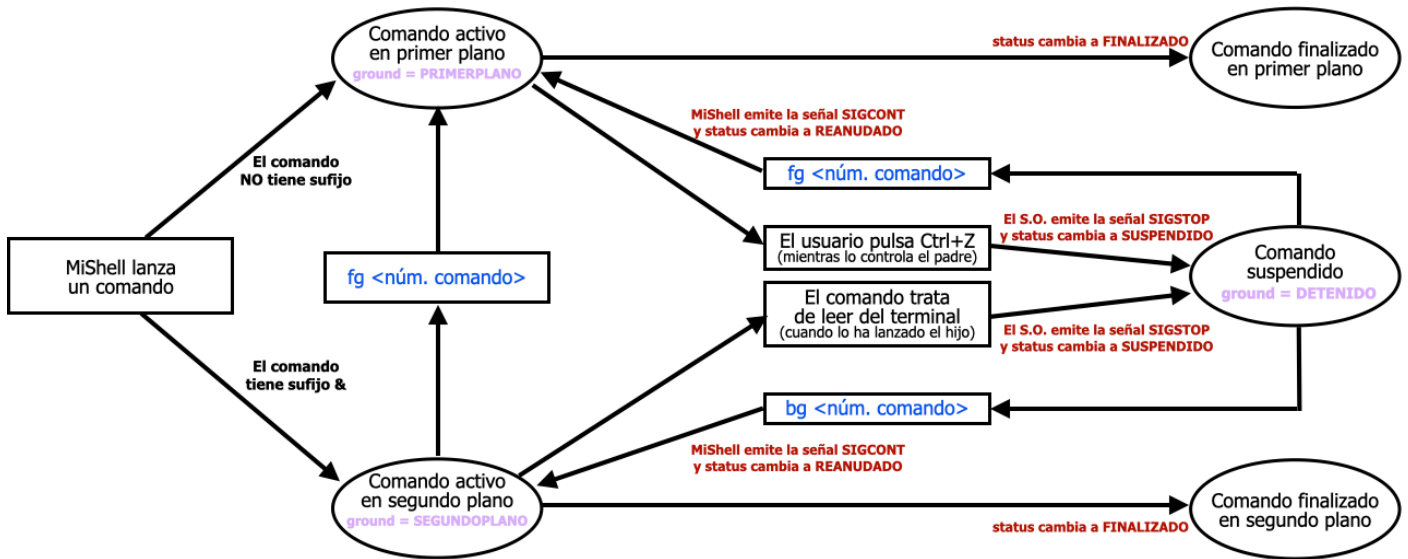 Comando activo
en primer plano
ground = PRIMERPLANO
status cambia a FINALIZADO
Comando finalizado
en primer plano
MiShell emite la señal SIGCONT
y status cambia a REANUDADO
El comando
NO tiene sufijo
fg <núm. comando>
MiShell lanza
un comando
fg <núm. comando>
El usuario pulsa Ctrl+Z
(mientras lo controla el padre)
El S.O. emite la señal SIGSTOP
y status cambia a SUSPENDIDO
Comando
suspendido
ground = DETENIDO
El comando trata
de leer del terminal
(cuando lo ha lanzado el hijo)
El S.O. emite la señal SIGSTOP
y status cambia a SUSPENDIDO
El comando
tiene sufijo &
bg <núm. comando>
MiShell emite la señal SIGCONT
y status cambia a REANUDADO
Comando activo
en segundo plano
ground = SEGUNDOPLANO
status cambia a FINALIZADO
Comando finalizado
en segundo plano